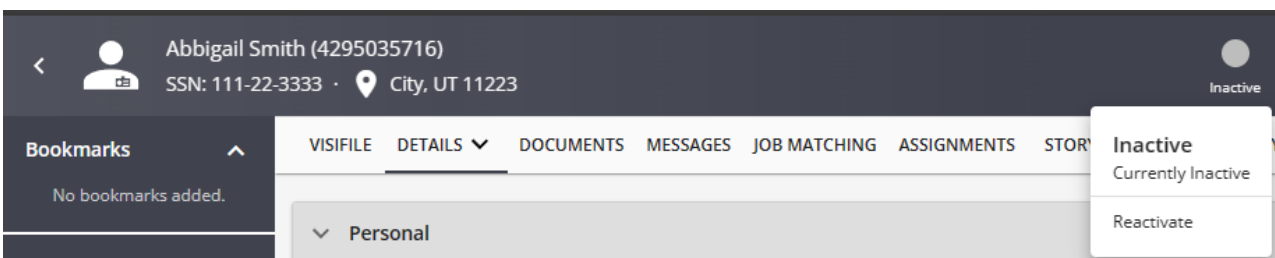 Abbigail Smith (4295035716)
SSN: 111-22-3333 · City, UT 11223
Inactive
Bookmarks
No bookmarks added.
VISIFILE DETAILS DOCUMENTS MESSAGES JOB MATCHING ASSIGNMENTS
Inactive
Currently Inactive
Reactivate
Personal